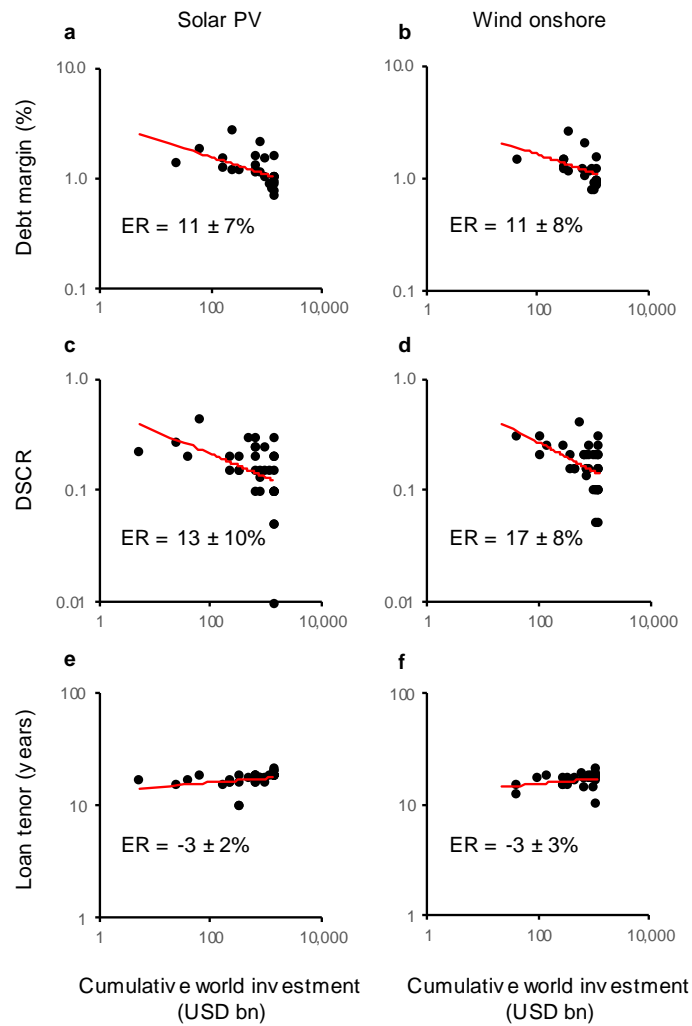 Solar PV
Wind onshore
a
b
Debt margin (%)
10.0
1.0
0.1
ER = 11 ± 7%
1
100
10,000
10.0
1.0
0.1
ER = 11 ± 8%
1
100
10,000
c
d
DSCR
1.0
0.1
0.01
ER = 13 ± 10%
1
100
10,000
1.0
0.1
0.01
ER = 17 ± 8%
1
100
10,000
e
f
Loan tenor (years)
100
10
1
ER = -3 ± 2%
1
100
10,000
100
10
1
ER = -3 ± 3%
1
100
10,000
Cumulative world investment
(USD bn)
Cumulative world investment
(USD bn)